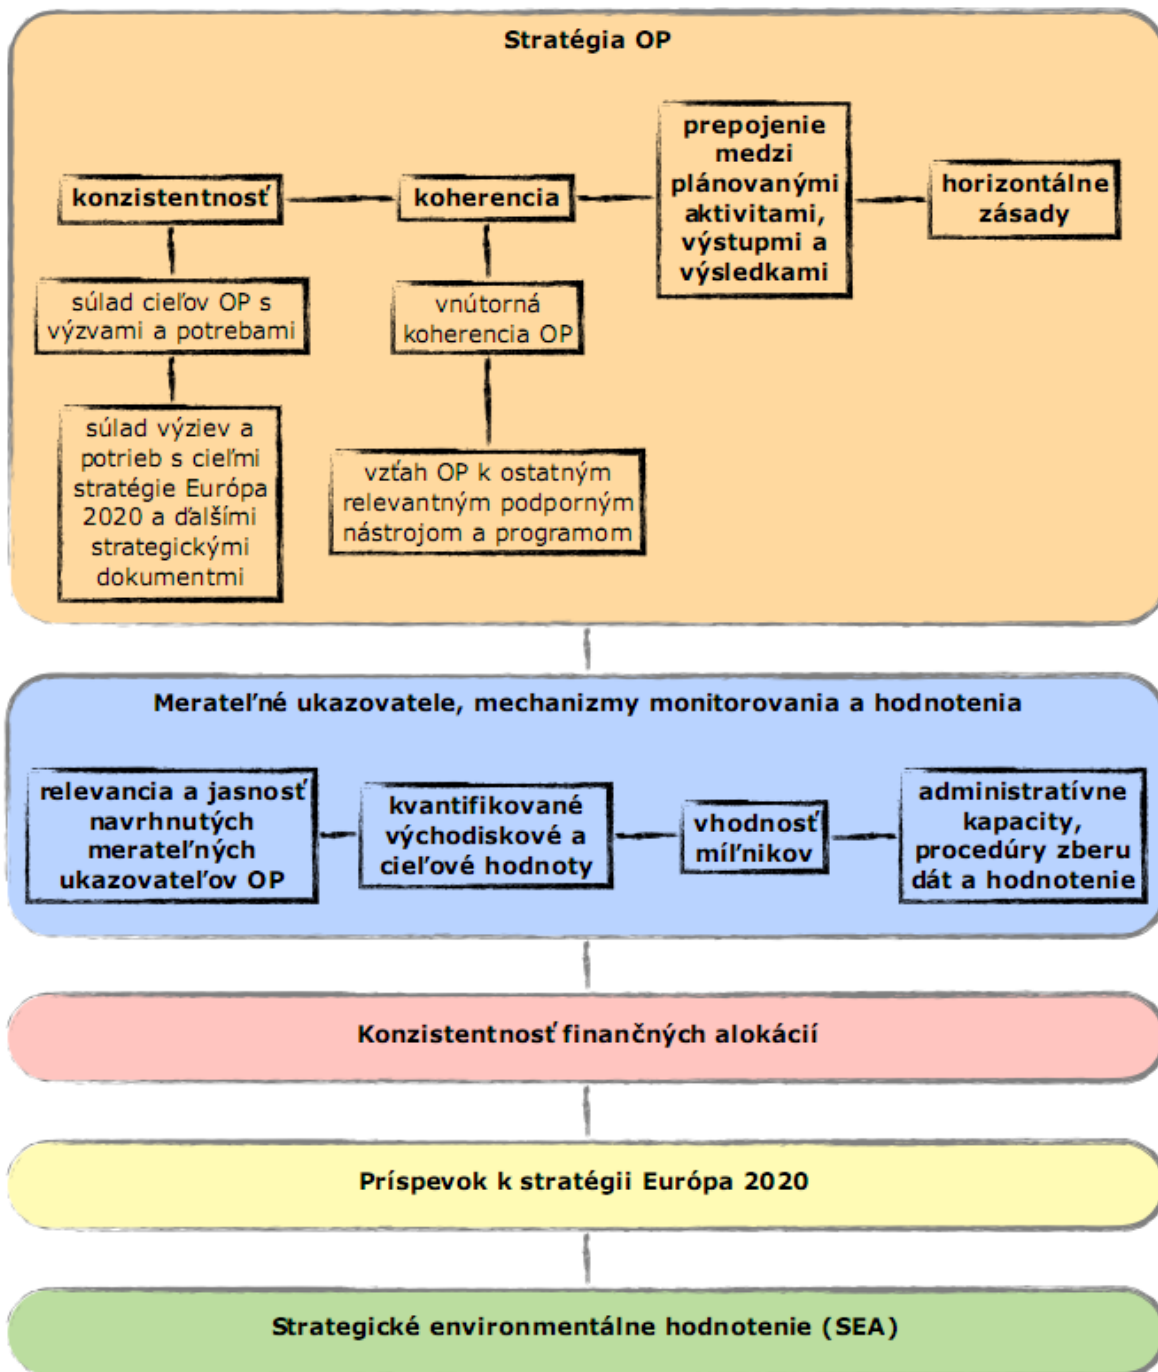 Stratégia OP
konzistentnosť
koherencia
prepojenie
medzi
plánovanými
aktivitami,
výstupmi a
výsledkami
horizontálne
zásady
súlad cieľov OP s
výzvami a potrebami
vnútorná
koherencia OP
súlad výziev a
potrieb s cieľmi
stratégie Európa
2020 a ďalšími
strategickými
dokumentmi
vzťah OP k ostatným
relevantným podporným
nástrojom a programom
Merateľné ukazovatele, mechanizmy monitorovania a hodnotenia
relevancia a jasnosť
navrhnutých
merateľných
ukazovateľov OP
kvantifikované
východiskové a
cieľové hodnoty
vhodnosť
míľnikov
administratívne
kapacity,
procedúry zberu
dát a hodnotenie
Konzistentnosť finančných alokácií
Príspevok k stratégii Európa 2020
Strategické environmentálne hodnotenie (SEA)